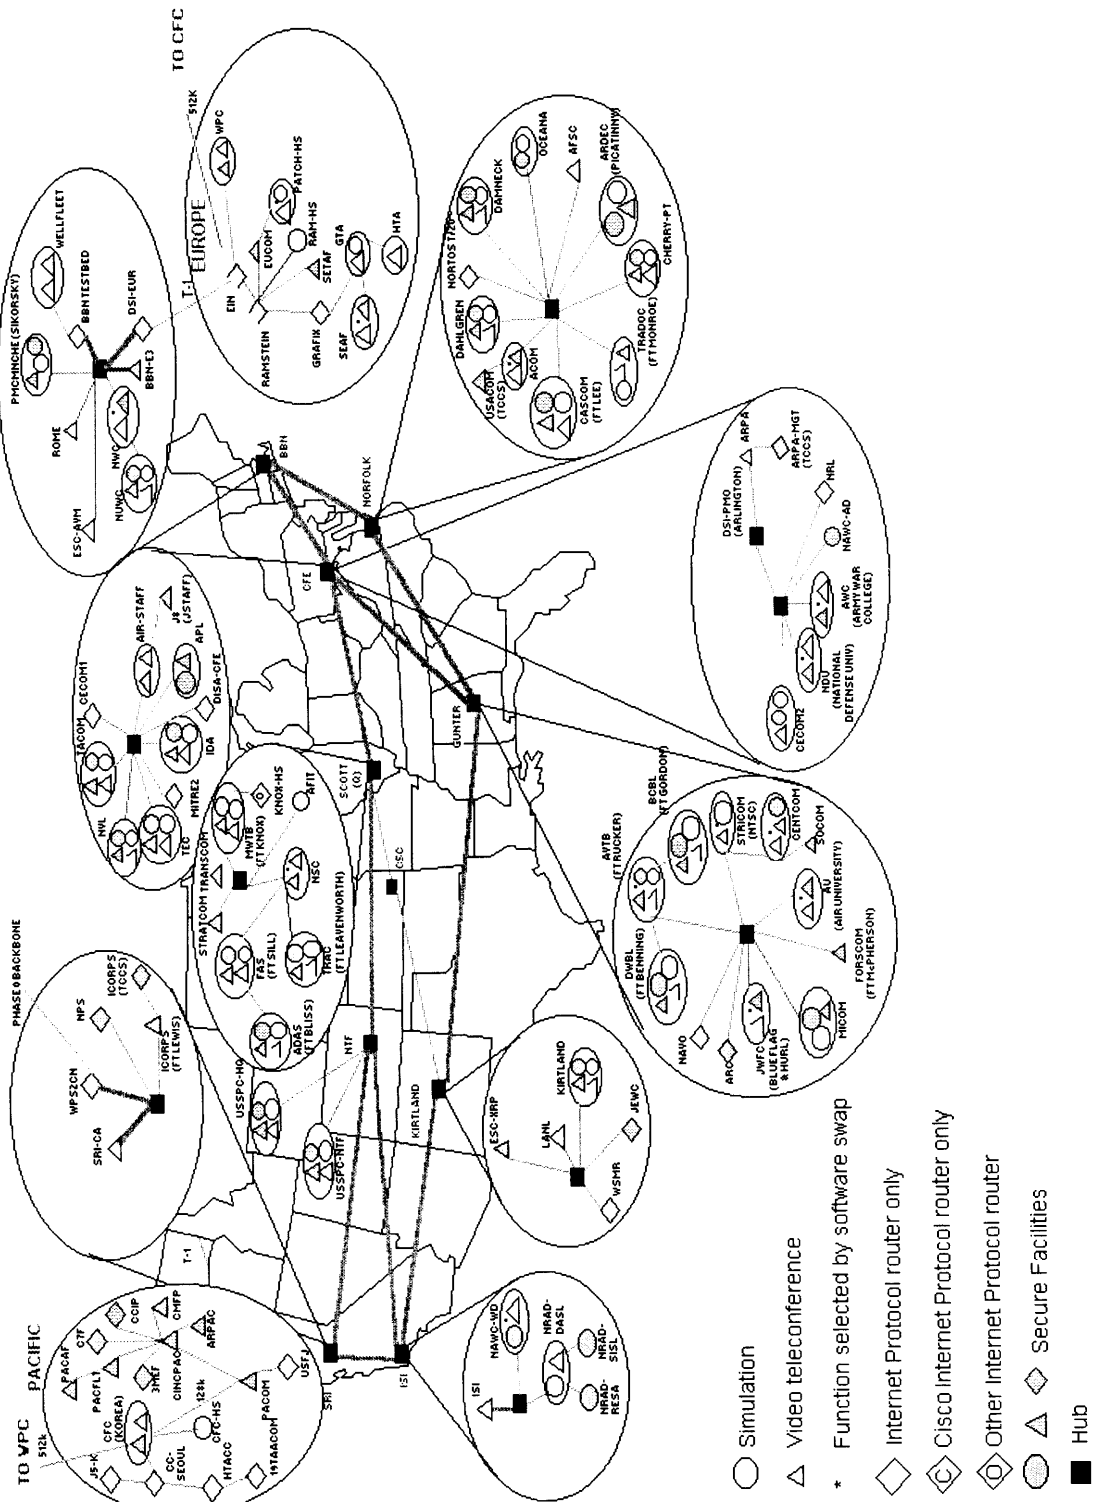 TO WPC
512k
PACIFIC
PACAF
PACFLT
CTF
CCIP
CMFP
ARPAC
3MEF
CINCPAC
CFC
(KOREA)
J5-K
CC-
SEOUL
128k
CFC-HS
HTACC
19TAACOM
PACOM
USFJ
T-1
PHASE 0 BACKBONE
WPS2CN
NPS
ICORPS
(TCCS)
ICORPS
(FT LEWIS)
SRI-CA
TACOM
CECOM1
NVL
TEC
MITRE2
IDA
DISA-CFE
APL
AIR-STAFF
J8
(JSTAFF)
STRATCOM
TRANSCOM
MWTB
(FT KNOX)
KNOX-HS
AFIT
NSC
FAS
(FT SILL)
TRAC
(FT LEAVENWORTH)
ADAS
(FT BLISS)
USSPC-HQ
USSPC-NTF
PMCMNCHE (SIKORSKY)
WELLFLEET
BBN TESTBED
DSI-EUR
BBN-E3
ROME
NWC
NUWC
ESC-AVM
T-1
EUROPE
TO CFC
512K
WPC
EIN
EUCOM
PATCH-HS
RAM-HS
RAMSTEIN
SETAF
GRAFIX
GTA
SEAF
HTA
SRI
ISI
NTF
KIRTLAND
CSC
SCOTT
(O)
GUNTER
CFE
NORFOLK
BBN
DAMNECK
OCEANA
AFSC
ARDEC
(PICATINNY)
CHERRY-PT
TRADOC
(FT MONROE)
CASCOM
(FT LEE)
ACOM
USACOM
(TCCS)
DAHLGREN
DSI-PMO
(ARLINGTON)
ARPA
ARPA-MGT
(TCCS)
NRL
NAWC-AD
AWC
(ARMY WAR
COLLEGE)
NDU
(NATIONAL
DEFENSE UNIV)
CECOM2
BCBL
(FT GORDON)
AVTB
(FT RUCKER)
DWBL
(FT BENNING)
STRICOM
(NTSC)
CENTCOM
SOCOM
AU
(AIR UNIVERSITY)
FORSCOM
(FT McPHERSON)
MICOM
JWFC
(BLUE FLAG
& HURL)
ARC
NAVO
ESC-XRP
LANL
KIRTLAND
JEWC
WSMR
ISI
NAWC-WD
NRAD-
DASL
NRAD-
SISL
NRAD-
RESA
Simulation
Video teleconference
* Function selected by software swap
Internet Protocol router only
C Cisco Internet Protocol router only
O Other Internet Protocol router
Secure Facilities
Hub